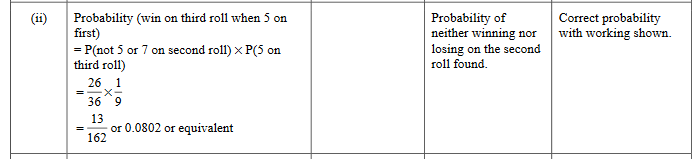 (ii)
Probability (win on third roll when 5 on
first)
= P(not 5 or 7 on second roll) × P(5 on
third roll)
= 26/36 × 1/9
= 13/162 or 0.0802 or equivalent
Probability of
neither winning nor
losing on the second
roll found.
Correct probability
with working shown.